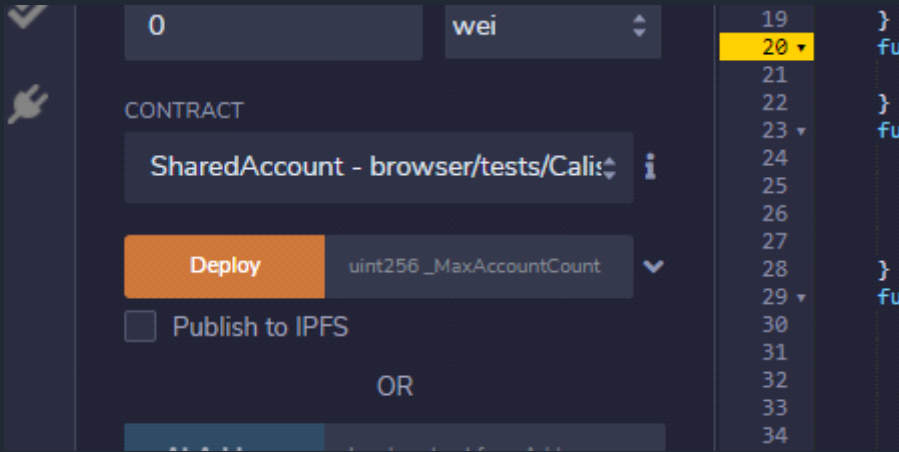 0
wei
CONTRACT
SharedAccount - browser/tests/Calis
Deploy
uint256 _MaxAccountCount
Publish to IPFS
OR
19 }
20 fu
21
22 }
23 fu
24
25
26
27
28 }
29 fu
30
31
32
33
34